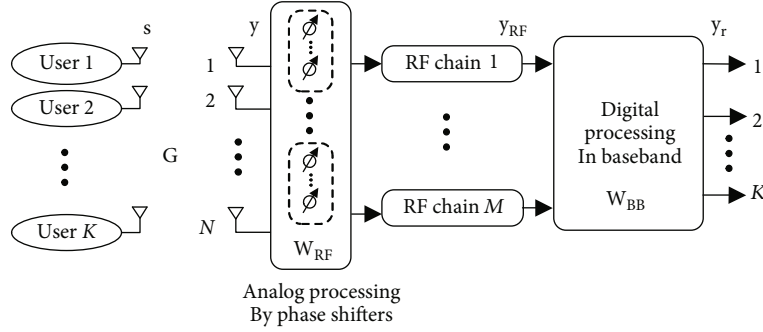 s
y
y_RF
y_r
User 1
1
RF chain 1
1
User 2
2
2
Digital
processing
In baseband
G
W_BB
User K
N
RF chain M
K
W_RF
Analog processing
By phase shifters